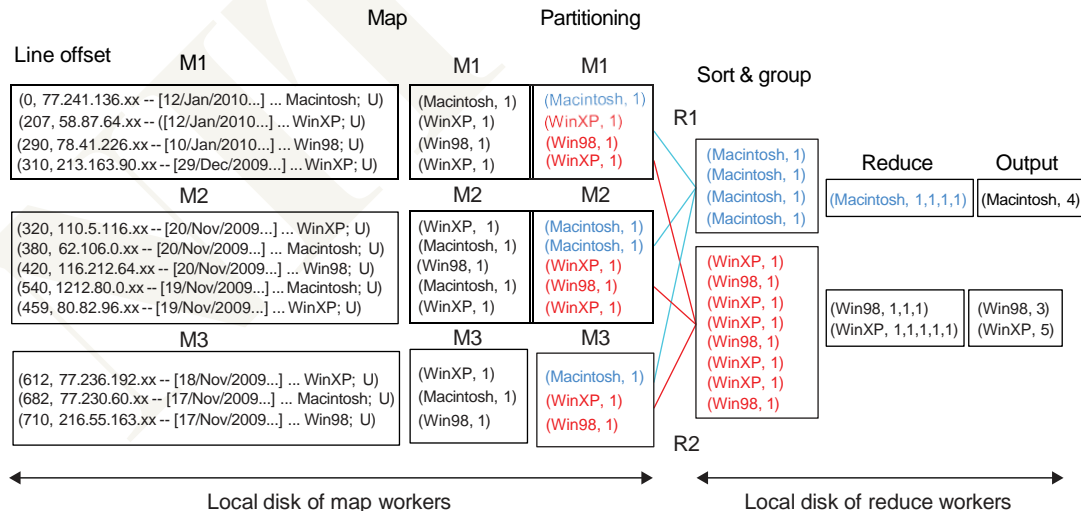 Map
Partitioning
Line offset
M1
M1
M1
Sort & group
(0, 77.241.136.xx -- [12/Jan/2010...] ... Macintosh; U)
(207, 58.87.64.xx -- ([12/Jan/2010...] ... WinXP; U)
(290, 78.41.226.xx -- [10/Jan/2010...] ... Win98; U)
(310, 213.163.90.xx -- [29/Dec/2009...] ... WinXP; U)
(Macintosh, 1)
(WinXP, 1)
(Win98, 1)
(WinXP, 1)
(Macintosh, 1)
(WinXP, 1)
(Win98, 1)
(WinXP, 1)
R1
M2
M2
M2
(320, 110.5.116.xx -- [20/Nov/2009...] ... WinXP; U)
(380, 62.106.0.xx -- [20/Nov/2009...] ... Macintosh; U)
(420, 116.212.64.xx -- [20/Nov/2009...] ... Win98; U)
(540, 1212.80.0.xx -- [19/Nov/2009...] ... Macintosh; U)
(459, 80.82.96.xx -- [19/Nov/2009...] ... WinXP; U)
(WinXP, 1)
(Macintosh, 1)
(Win98, 1)
(Macintosh, 1)
(WinXP, 1)
(Macintosh, 1)
(Macintosh, 1)
(WinXP, 1)
(Win98, 1)
(WinXP, 1)
M3
M3
M3
(612, 77.236.192.xx -- [18/Nov/2009...] ... WinXP; U)
(682, 77.230.60.xx -- [17/Nov/2009...] ... Macintosh; U)
(710, 216.55.163.xx -- [17/Nov/2009...] ... Win98; U)
(WinXP, 1)
(Macintosh, 1)
(Win98, 1)
(Macintosh, 1)
(WinXP, 1)
(Win98, 1)
(Macintosh, 1)
(Macintosh, 1)
(Macintosh, 1)
(Macintosh, 1)
Reduce
Output
(Macintosh, 1,1,1,1)
(Macintosh, 4)
(WinXP, 1)
(Win98, 1)
(WinXP, 1)
(WinXP, 1)
(Win98, 1)
(WinXP, 1)
(WinXP, 1)
(Win98, 1)
(Win98, 1,1,1)
(WinXP, 1,1,1,1,1)
(Win98, 3)
(WinXP, 5)
R2
Local disk of map workers
Local disk of reduce workers